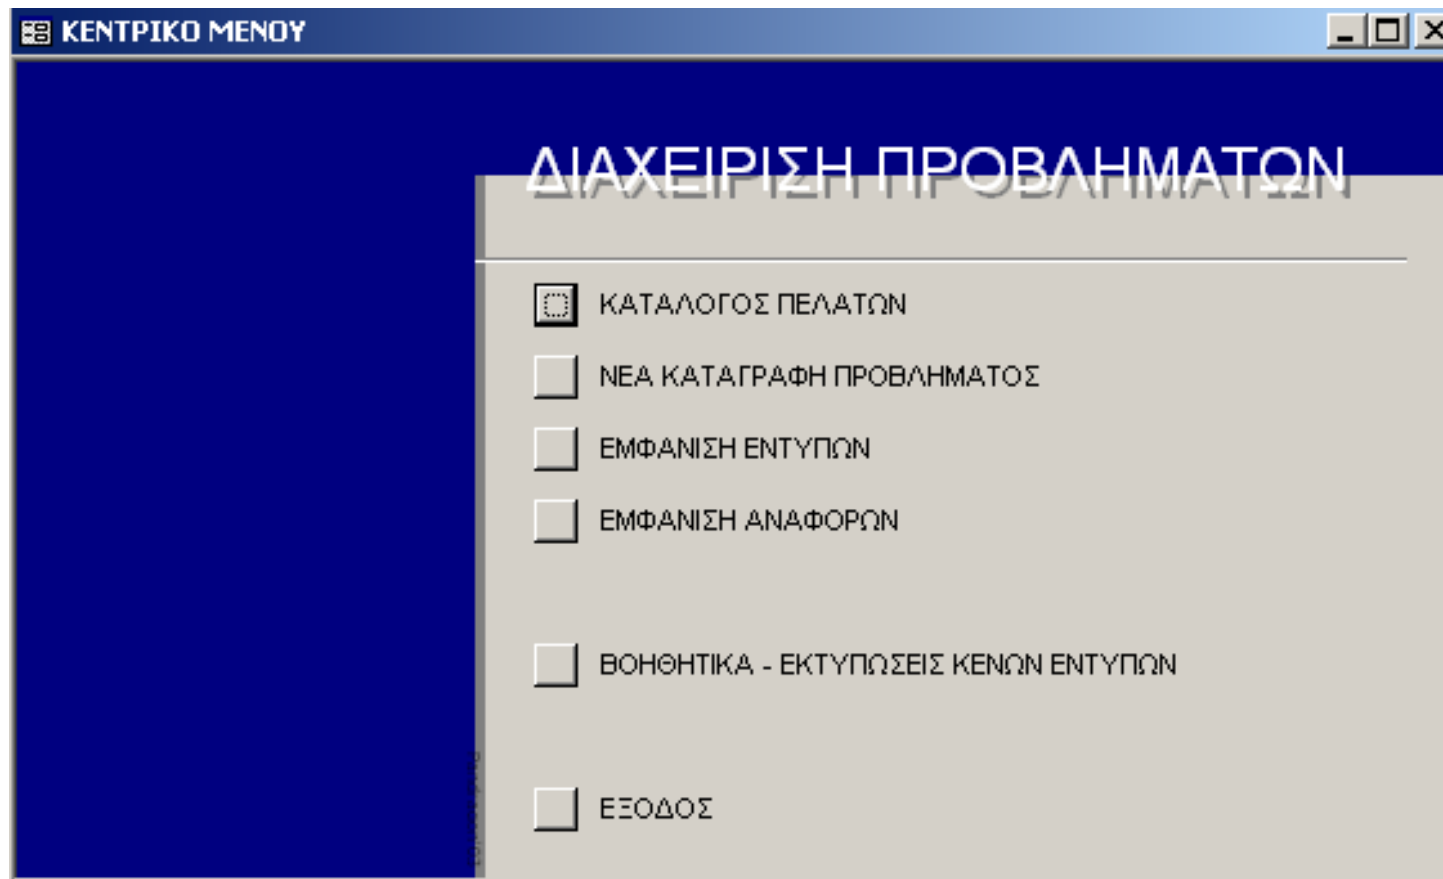 ΚΕΝΤΡΙΚΟ ΜΕΝΟΥ
ΔΙΑΧΕΙΡΙΣΗ ΠΡΟΒΛΗΜΑΤΩΝ
ΚΑΤΑΛΟΓΟΣ ΠΕΛΑΤΩΝ
ΝΕΑ ΚΑΤΑΓΡΑΦΗ ΠΡΟΒΛΗΜΑΤΟΣ
ΕΜΦΑΝΙΣΗ ΕΝΤΥΠΩΝ
ΕΜΦΑΝΙΣΗ ΑΝΑΦΟΡΩΝ
ΒΟΗΘΗΤΙΚΑ - ΕΚΤΥΠΩΣΕΙΣ ΚΕΝΩΝ ΕΝΤΥΠΩΝ
ΕΞΟΔΟΣ